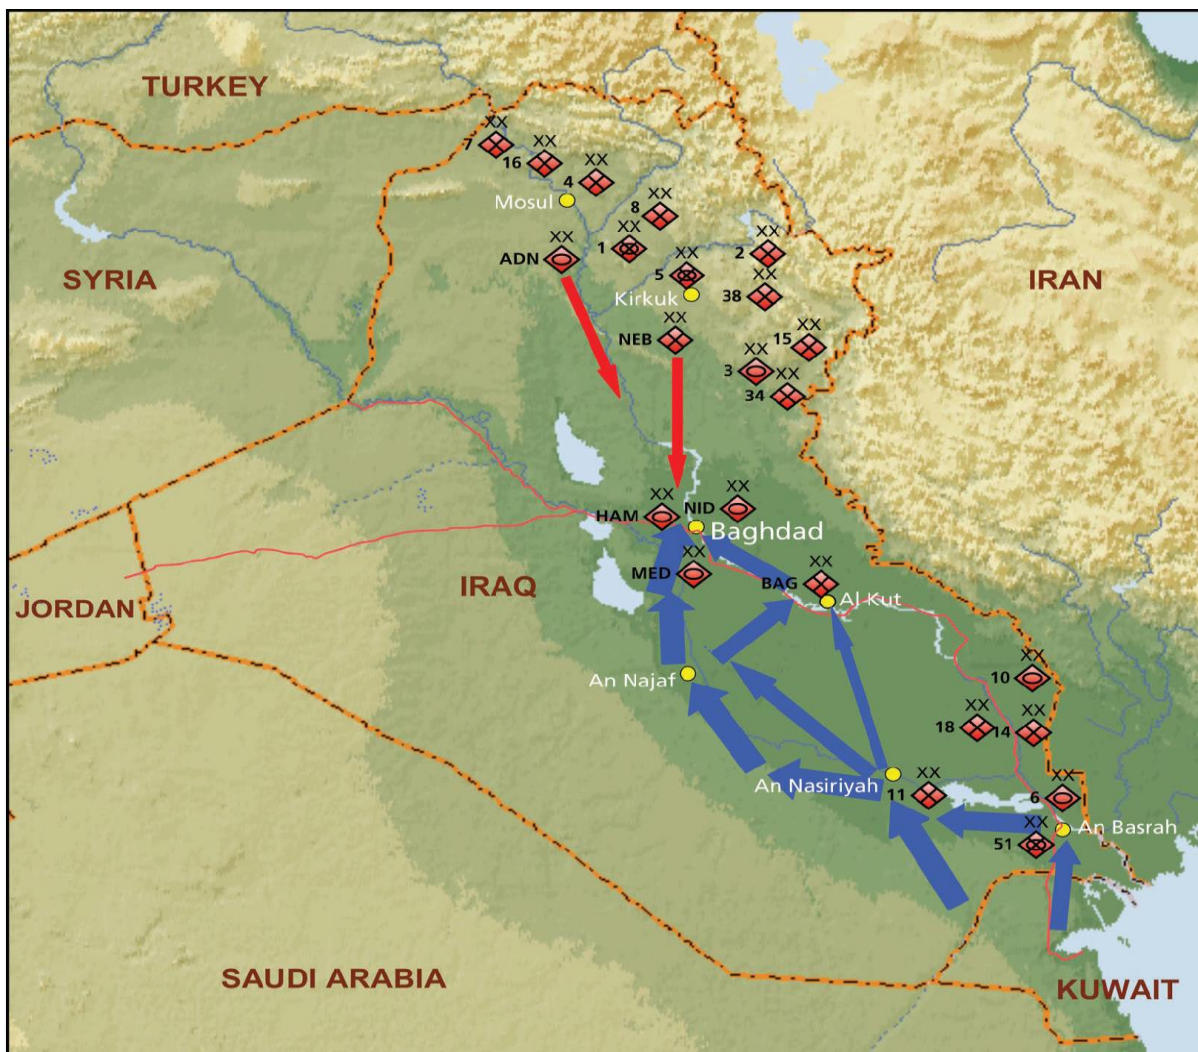 TURKEY
XX
7
XX
16
XX
4
Mosul
XX
8
XX
ADN
XX
1
XX
5
Kirkuk
XX
2
XX
38
SYRIA
IRAN
XX
NEB
XX
15
XX
3
XX
34
XX
HAM
XX
NID
Baghdad
XX
MED
XX
BAG
Al Kut
IRAQ
JORDAN
An Najaf
XX
10
XX
18
XX
14
An Nasiriyah
XX
11
XX
6
XX
51
An Basrah
SAUDI ARABIA
KUWAIT